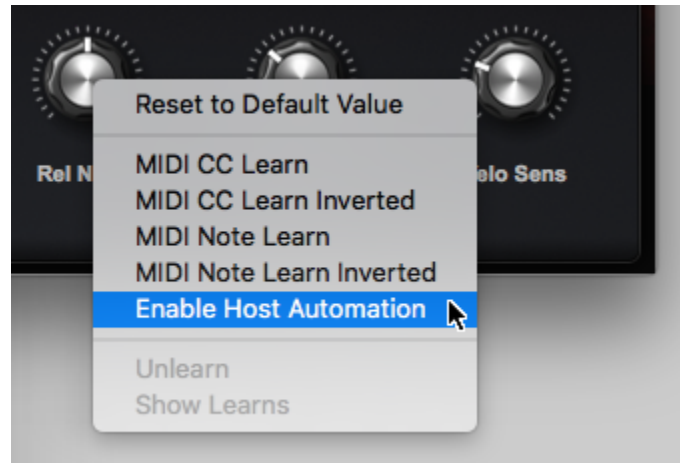 Reset to Default Value
Rel N
elo Sens
MIDI CC Learn
MIDI CC Learn Inverted
MIDI Note Learn
MIDI Note Learn Inverted
Enable Host Automation
Unlearn
Show Learns